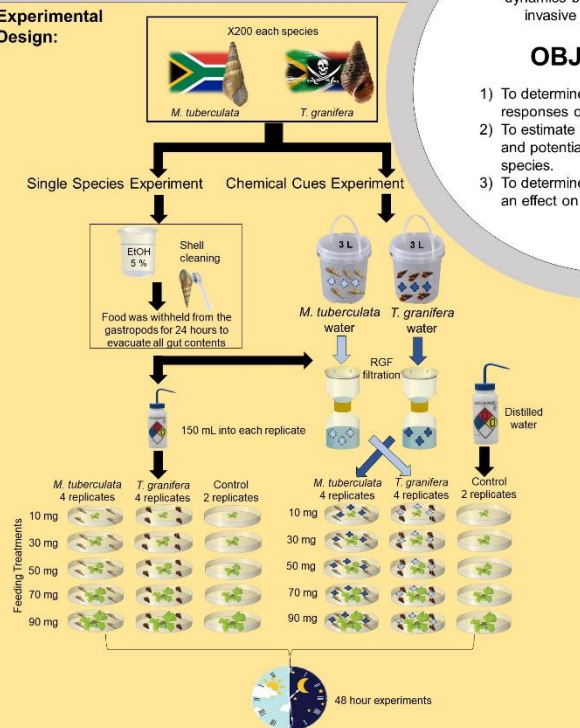 Experimental
Design:
X200 each species
M. tuberculata
T. granifera
invasive
OBJ
1) To determine
responses o
2) To estimate
and potentia
species.
3) To determine
an effect on
Single Species Experiment
Chemical Cues Experiment
EtOH
5 %
Shell
cleaning
Food was withheld from the
gastropods for 24 hours to
evacuate all gut contents
3 L
3 L
M. tuberculata
water
T. granifera
water
RGF
filtration
150 mL into each replicate
Distilled
water
M. tuberculata
4 replicates
T. granifera
4 replicates
Control
2 replicates
M. tuberculata
4 replicates
T. granifera
4 replicates
Control
2 replicates
Feeding Treatments
10 mg
30 mg
50 mg
70 mg
90 mg
10 mg
30 mg
50 mg
70 mg
90 mg
48 hour experiments